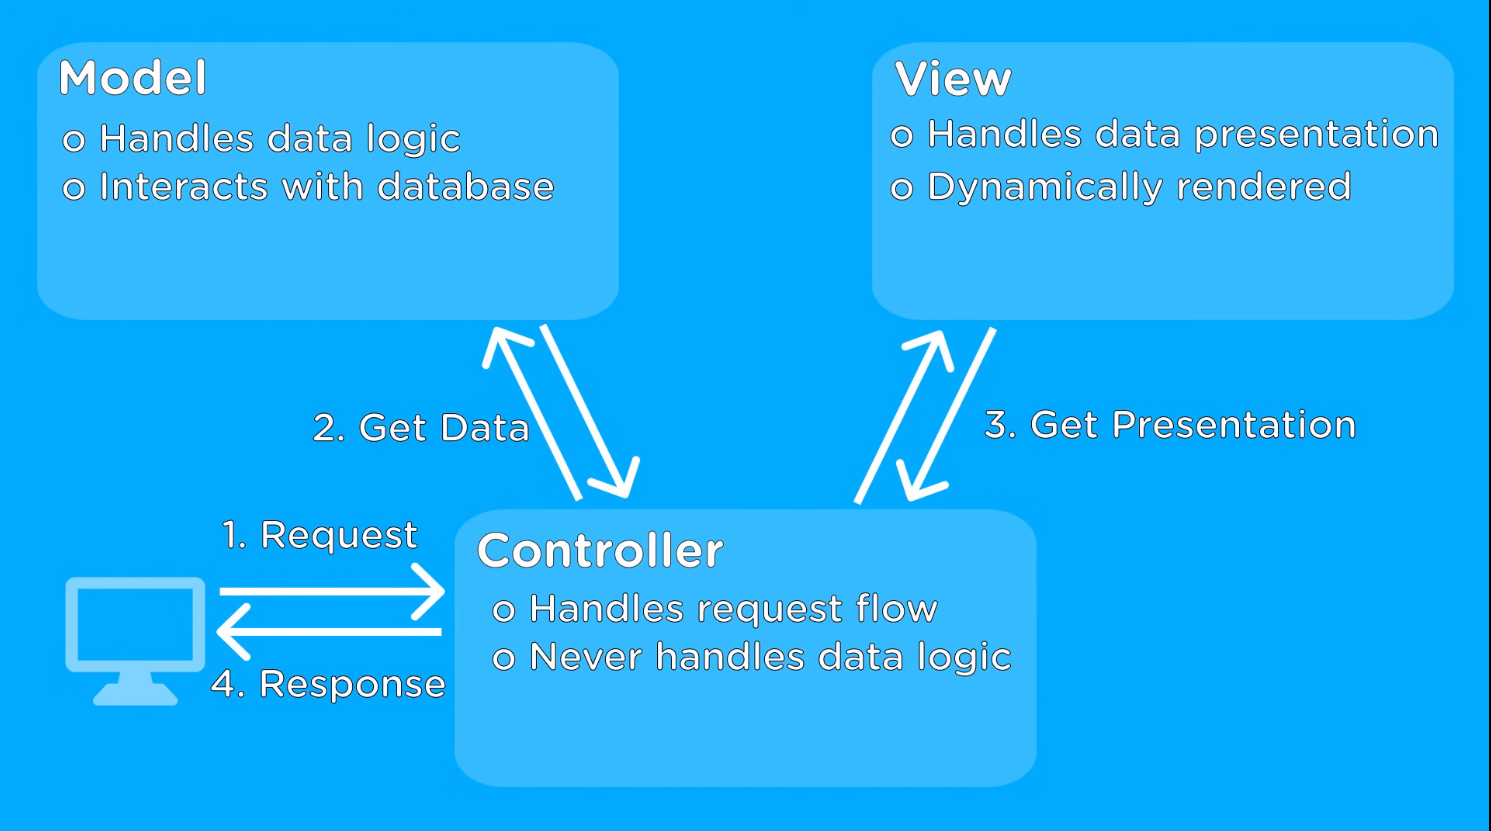 Model
o Handles data logic
o Interacts with database
View
o Handles data presentation
o Dynamically rendered
2. Get Data
3. Get Presentation
1. Request
4. Response
Controller
o Handles request flow
o Never handles data logic